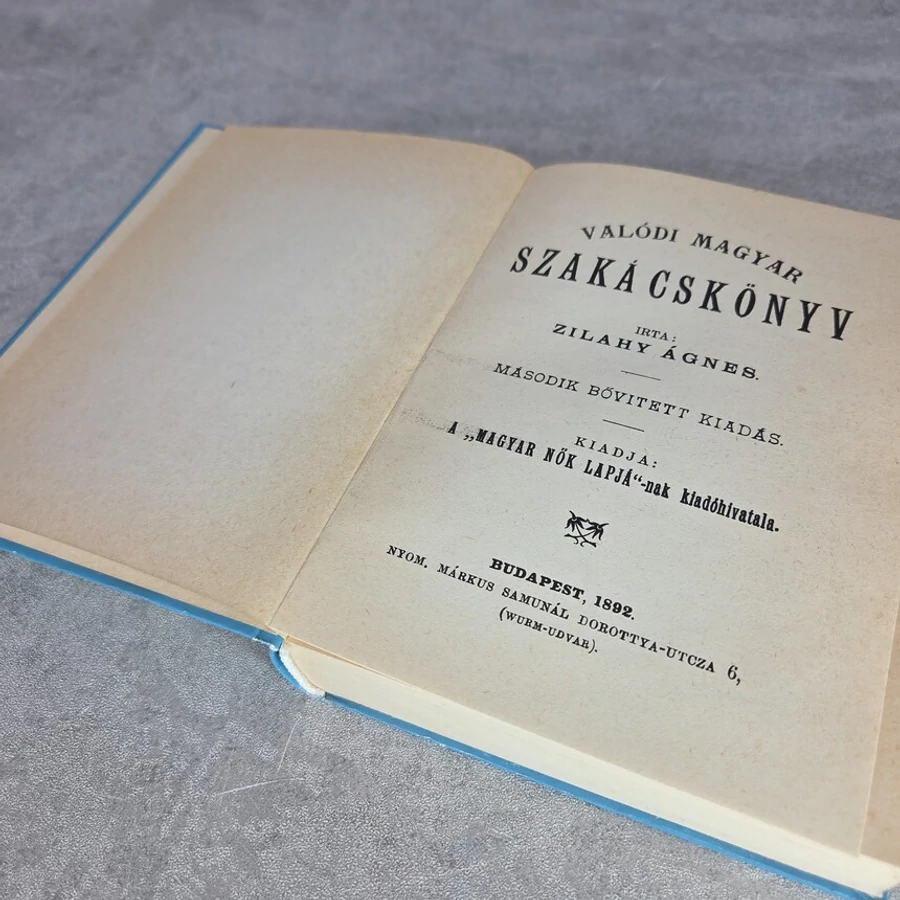 VALÓDI MAGYAR
SZAKÁCSKÖNYV
IRTA:
ZILAHY ÁGNES.
MÁSODIK BŐVITETT KIADÁS.
KIADJA:
A „MAGYAR NŐK LAPJÁ“-nak kiadóhivatala.
BUDAPEST, 1892.
NYOM. MÁRKUS SAMUNÁL DOROTTYA-UTCZA 6,
(WURM-UDVAR).